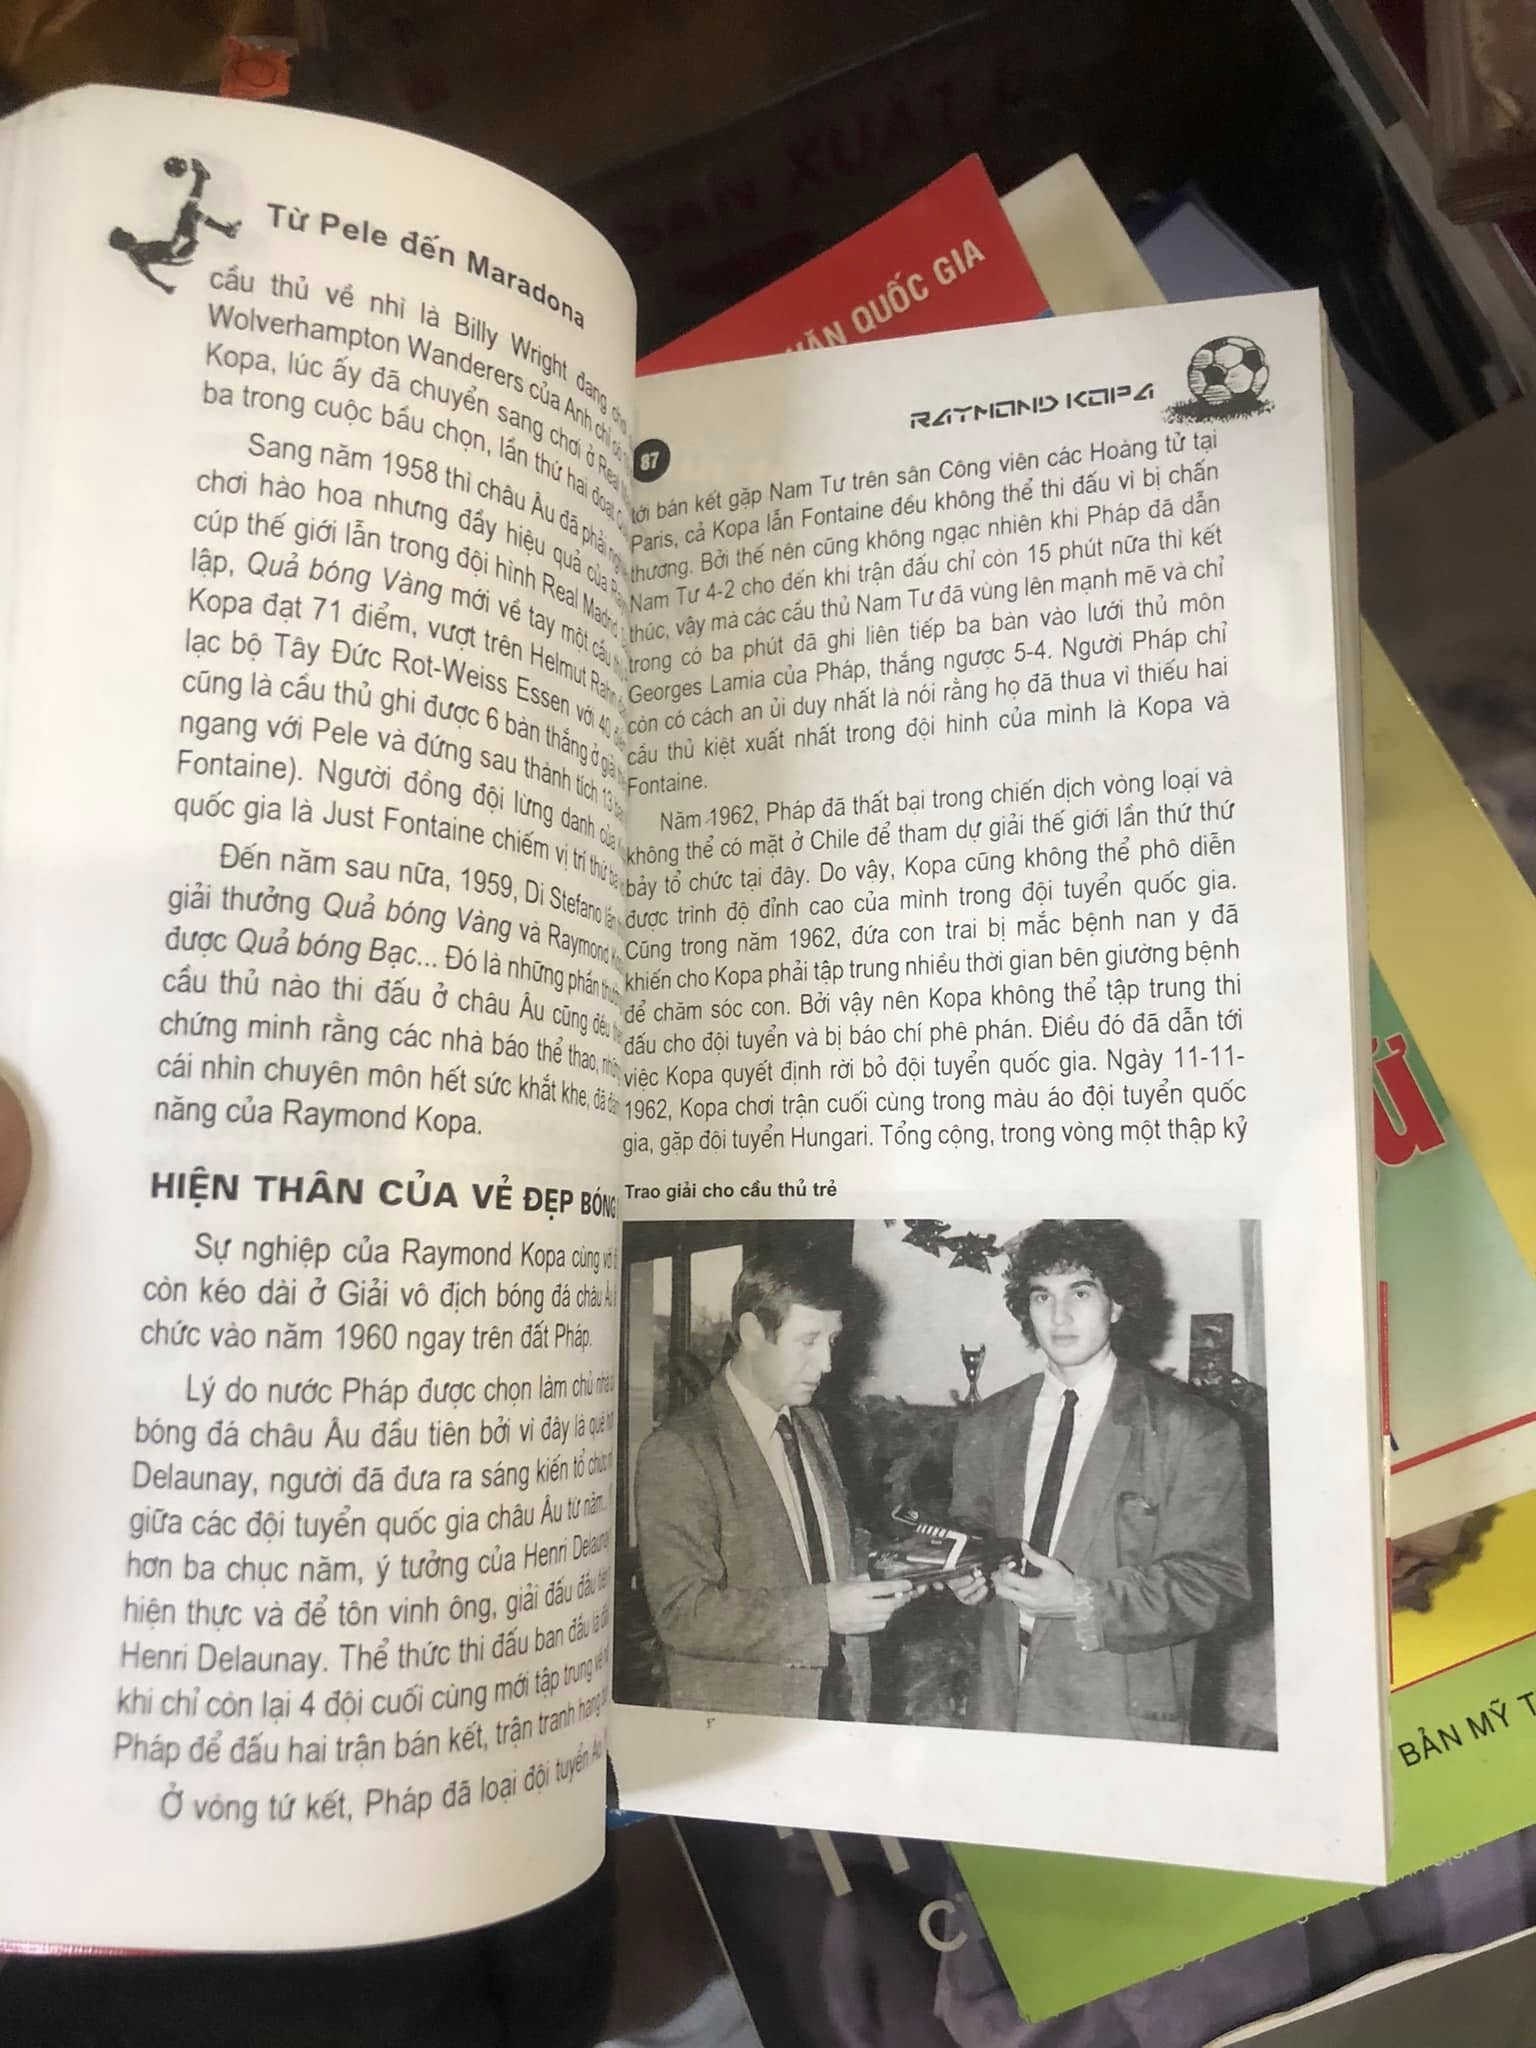 Từ Pele đến Maradona
cầu thủ về nhì là Billy Wright đang cho
Wolverhampton Wanderers của Anh chỉ có
Kopa, lúc ấy đã chuyển sang chơi ở Real
ba trong cuộc bầu chọn, lần thứ hai đoạt
Sang năm 1958 thì châu Âu đã phải
chơi hào hoa nhưng đầy hiệu quả của
cúp thế giới lẫn trong đội hình Real Madrid
lập, Quả bóng Vàng mới về tay một cầu
Kopa đạt 71 điểm, vượt trên Helmut Rahn
lạc bộ Tây Đức Rot-Weiss Essen với 40
cũng là cầu thủ ghi được 6 bàn thắng ở giải
ngang với Pele và đứng sau thành tích 13
Fontaine). Người đồng đội lừng danh của
quốc gia là Just Fontaine chiếm vị trí thứ ba
Đến năm sau nữa, 1959, Di Stefano lần
giải thưởng Quả bóng Vàng và Raymond
được Quả bóng Bạc... Đó là những phần
cầu thủ nào thi đấu ở châu Âu cũng đều
chứng minh rằng các nhà báo thể thao,
cái nhìn chuyên môn hết sức khắt khe, đã
năng của Raymond Kopa.
HIỆN THÂN CỦA VẺ ĐẸP BÓNG
Sự nghiệp của Raymond Kopa cùng với
còn kéo dài ở Giải vô địch bóng đá châu
chức vào năm 1960 ngay trên đất Pháp.
Lý do nước Pháp được chọn làm chủ
bóng đá châu Âu đầu tiên bởi vì đây là quê
Delaunay, người đã đưa ra sáng kiến tổ chức
giữa các đội tuyển quốc gia châu Âu từ năm...
hơn ba chục năm, ý tưởng của Henri Delaunay
hiện thực và để tôn vinh ông, giải đấu đầu
Henri Delaunay. Thể thức thi đấu ban đầu là
khi chỉ còn lại 4 đội cuối cùng mới tập trung về
Pháp để đấu hai trận bán kết, trận tranh hạng
Ở vòng tứ kết, Pháp đã loại đội tuyển Áo
RAYMOND KOPA
87
tới bán kết gặp Nam Tư trên sân Công viên các Hoàng tử tại
Paris, cả Kopa lẫn Fontaine đều không thể thi đấu vì bị chấn
thương. Bởi thế nên cũng không ngạc nhiên khi Pháp đã dẫn
Nam Tư 4-2 cho đến khi trận đấu chỉ còn 15 phút nữa thì kết
thúc, vậy mà các cầu thủ Nam Tư đã vùng lên mạnh mẽ và chỉ
trong có ba phút đã ghi liên tiếp ba bàn vào lưới thủ môn
Georges Lamia của Pháp, thắng ngược 5-4. Người Pháp chỉ
còn có cách an ủi duy nhất là nói rằng họ đã thua vì thiếu hai
cầu thủ kiệt xuất nhất trong đội hình của mình là Kopa và
Fontaine.
Năm 1962, Pháp đã thất bại trong chiến dịch vòng loại và
không thể có mặt ở Chile để tham dự giải thế giới lần thứ thứ
bảy tổ chức tại đây. Do vậy, Kopa cũng không thể phô diễn
được trình độ đỉnh cao của mình trong đội tuyển quốc gia.
Cũng trong năm 1962, đứa con trai bị mắc bệnh nan y đã
khiến cho Kopa phải tập trung nhiều thời gian bên giường bệnh
để chăm sóc con. Bởi vậy nên Kopa không thể tập trung thi
đấu cho đội tuyển và bị báo chí phê phán. Điều đó đã dẫn tới
việc Kopa quyết định rời bỏ đội tuyển quốc gia. Ngày 11-11-
1962, Kopa chơi trận cuối cùng trong màu áo đội tuyển quốc
gia, gặp đội tuyển Hungari. Tổng cộng, trong vòng một thập kỷ
Trao giải cho cầu thủ trẻ
QUỐC GIA
BẢN MỸ T